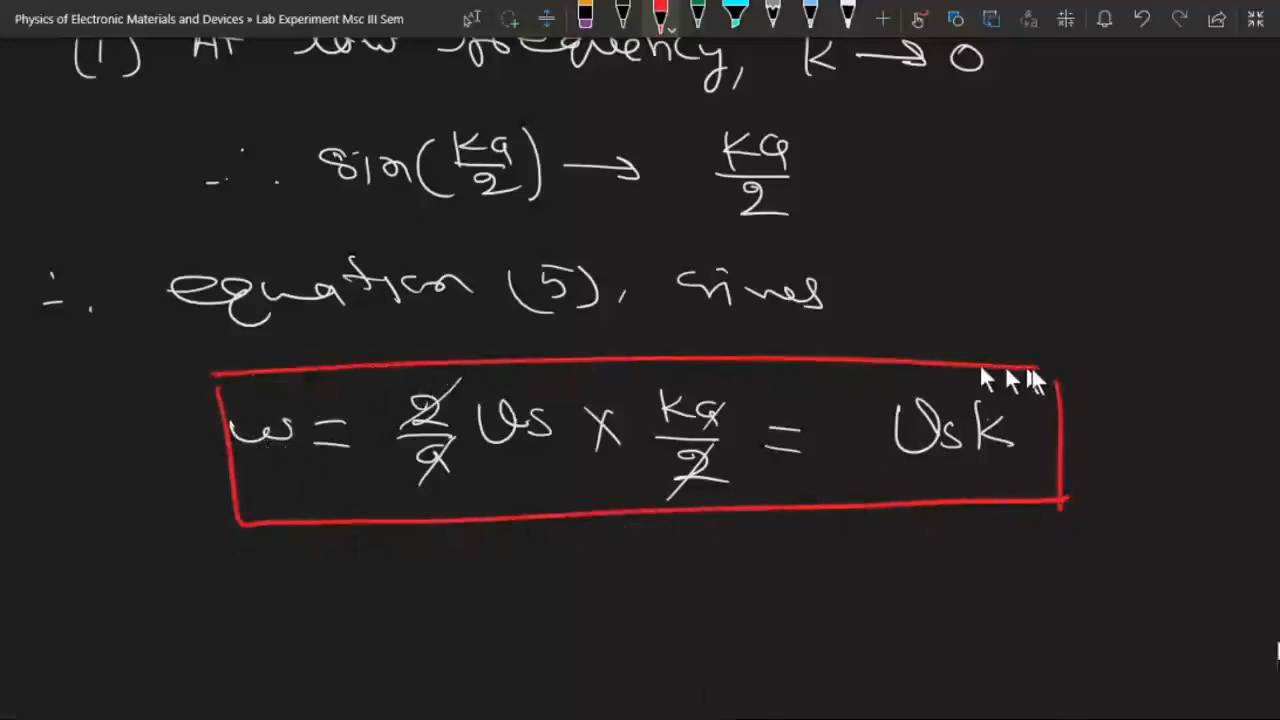 Physics of Electronic Materials and Devices » Lab Experiment Msc III Sem
(1) At low frequency, K → 0
∴ sin(Ka/2) → Ka/2
∴ equation (5), gives
ω = 2/a Vs × Ka/2 = Vsk